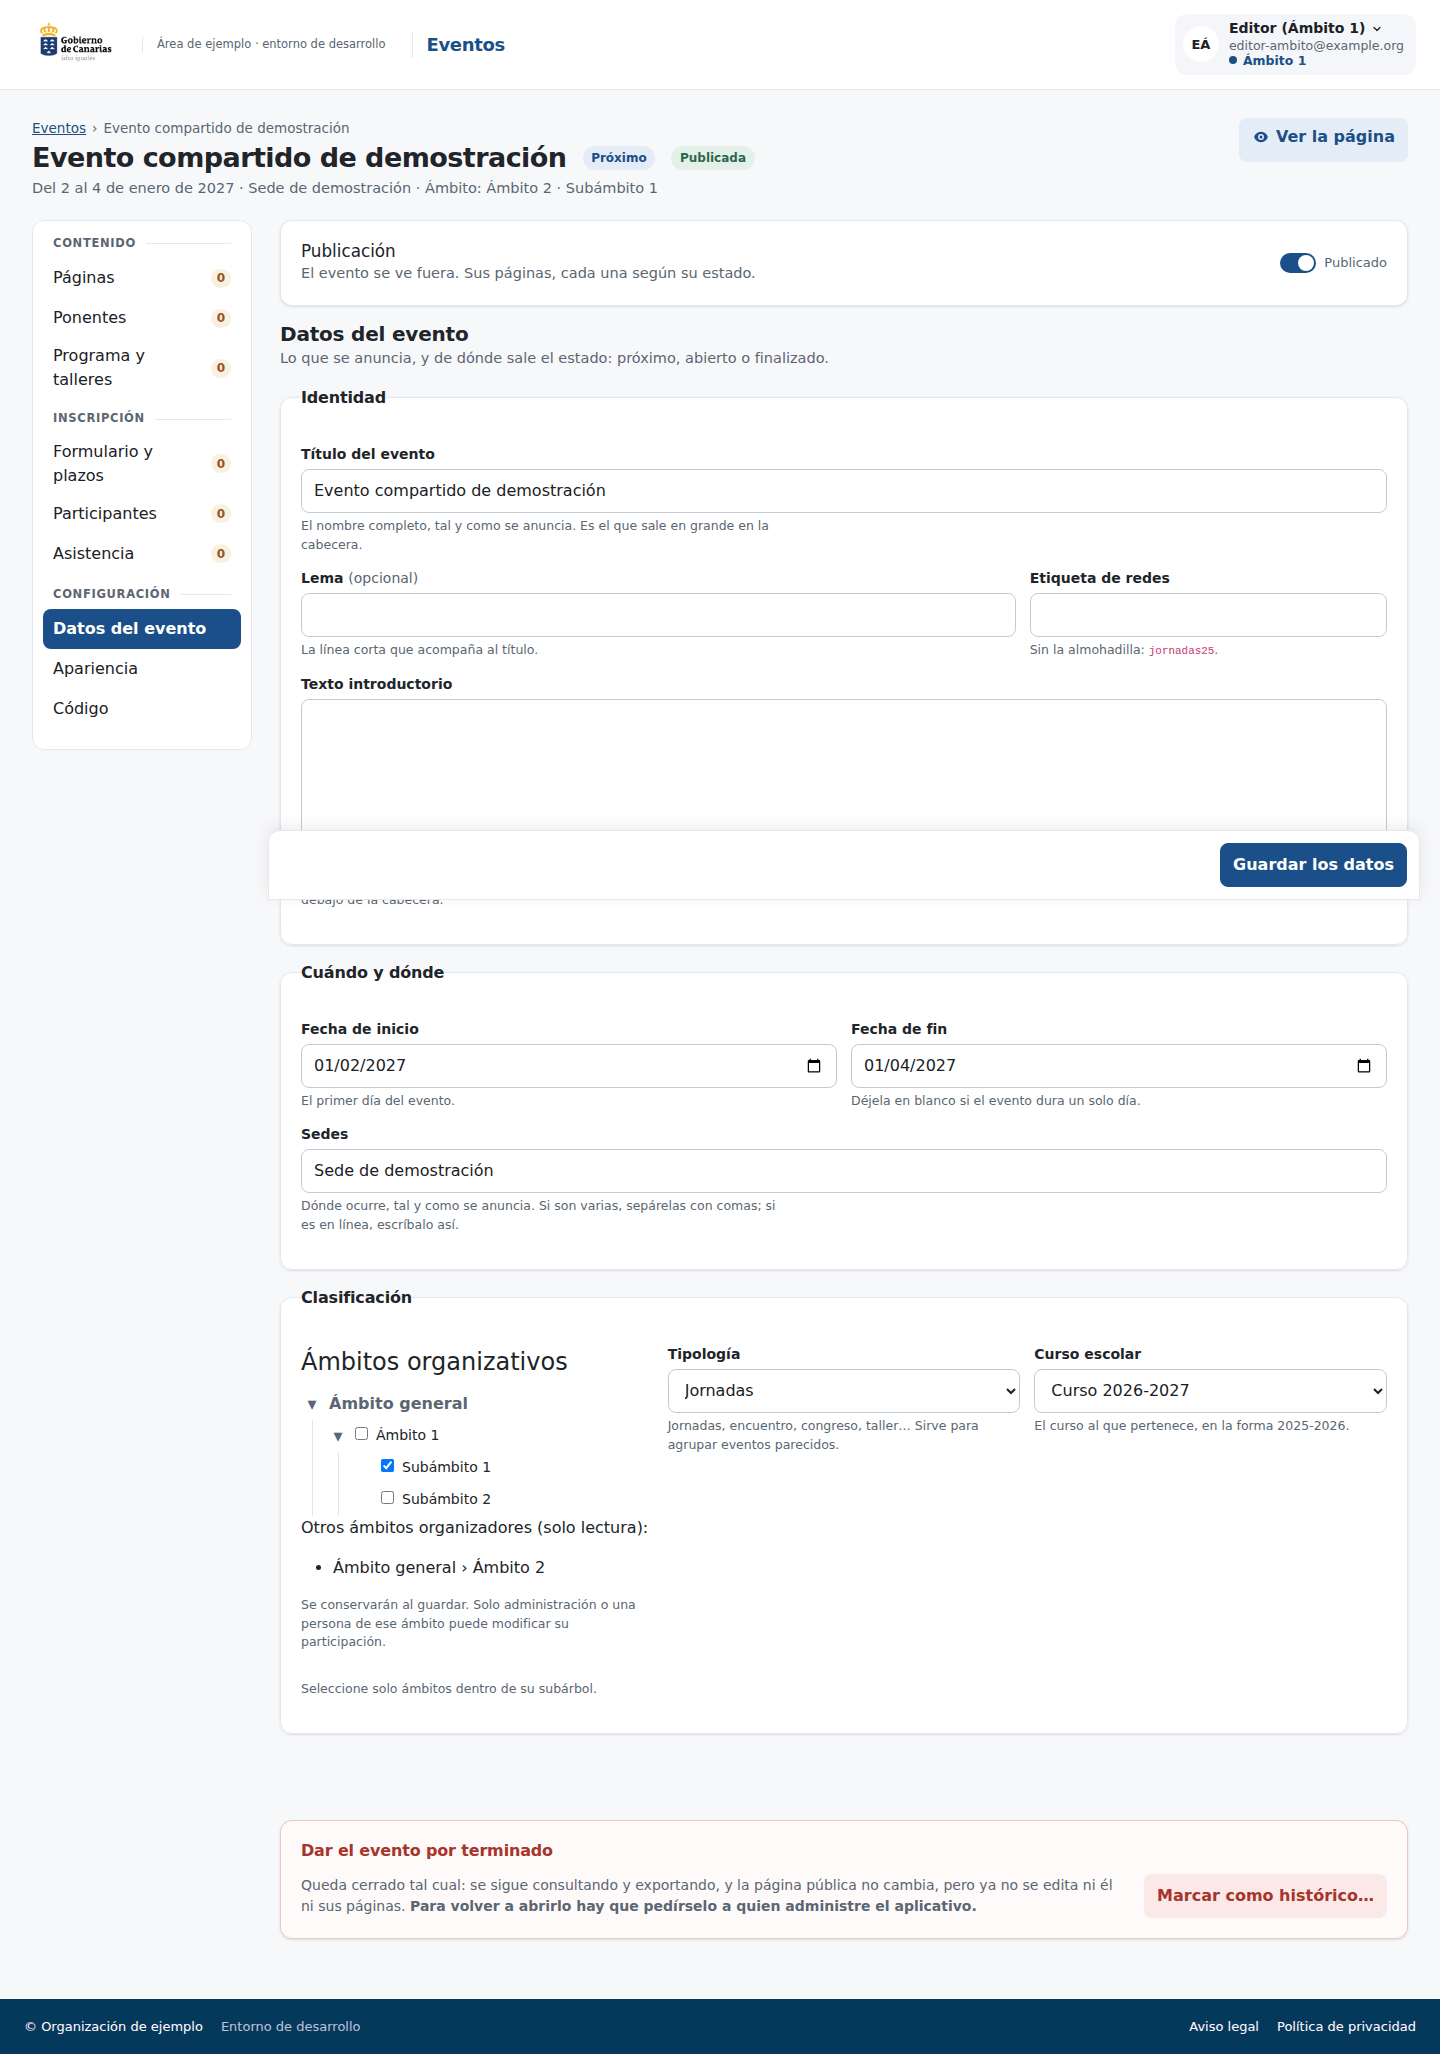 Gobierno
de Canarias
islas iguales
Área de ejemplo · entorno de desarrollo
Eventos
EÁ
Editor (Ámbito 1)
editor-ambito@example.org
Ámbito 1
Eventos › Evento compartido de demostración
Ver la página
Evento compartido de demostración
Próximo
Publicada
Del 2 al 4 de enero de 2027 · Sede de demostración · Ámbito: Ámbito 2 · Subámbito 1
CONTENIDO
Páginas 0
Ponentes 0
Programa y
talleres 0
INSCRIPCIÓN
Formulario y
plazos 0
Participantes 0
Asistencia 0
CONFIGURACIÓN
Datos del evento
Apariencia
Código
Publicación
El evento se ve fuera. Sus páginas, cada una según su estado.
Publicado
Datos del evento
Lo que se anuncia, y de dónde sale el estado: próximo, abierto o finalizado.
Identidad
Título del evento
Evento compartido de demostración
El nombre completo, tal y como se anuncia. Es el que sale en grande en la
cabecera.
Lema (opcional)
La línea corta que acompaña al título.
Etiqueta de redes
Sin la almohadilla: jornadas25.
Texto introductorio
Guardar los datos
debajo de la cabecera.
Cuándo y dónde
Fecha de inicio
01/02/2027
El primer día del evento.
Fecha de fin
01/04/2027
Déjela en blanco si el evento dura un solo día.
Sedes
Sede de demostración
Dónde ocurre, tal y como se anuncia. Si son varias, sepárelas con comas; si
es en línea, escríbalo así.
Clasificación
Ámbitos organizativos
▼ Ámbito general
▼ Ámbito 1
Subámbito 1
Subámbito 2
Otros ámbitos organizadores (solo lectura):
• Ámbito general › Ámbito 2
Se conservarán al guardar. Solo administración o una
persona de ese ámbito puede modificar su
participación.
Seleccione solo ámbitos dentro de su subárbol.
Tipología
Jornadas
Jornadas, encuentro, congreso, taller… Sirve para
agrupar eventos parecidos.
Curso escolar
Curso 2026-2027
El curso al que pertenece, en la forma 2025-2026.
Dar el evento por terminado
Queda cerrado tal cual: se sigue consultando y exportando, y la página pública no cambia, pero ya no se edita ni él
ni sus páginas. Para volver a abrirlo hay que pedírselo a quien administre el aplicativo.
Marcar como histórico…
© Organización de ejemplo
Entorno de desarrollo
Aviso legal
Política de privacidad